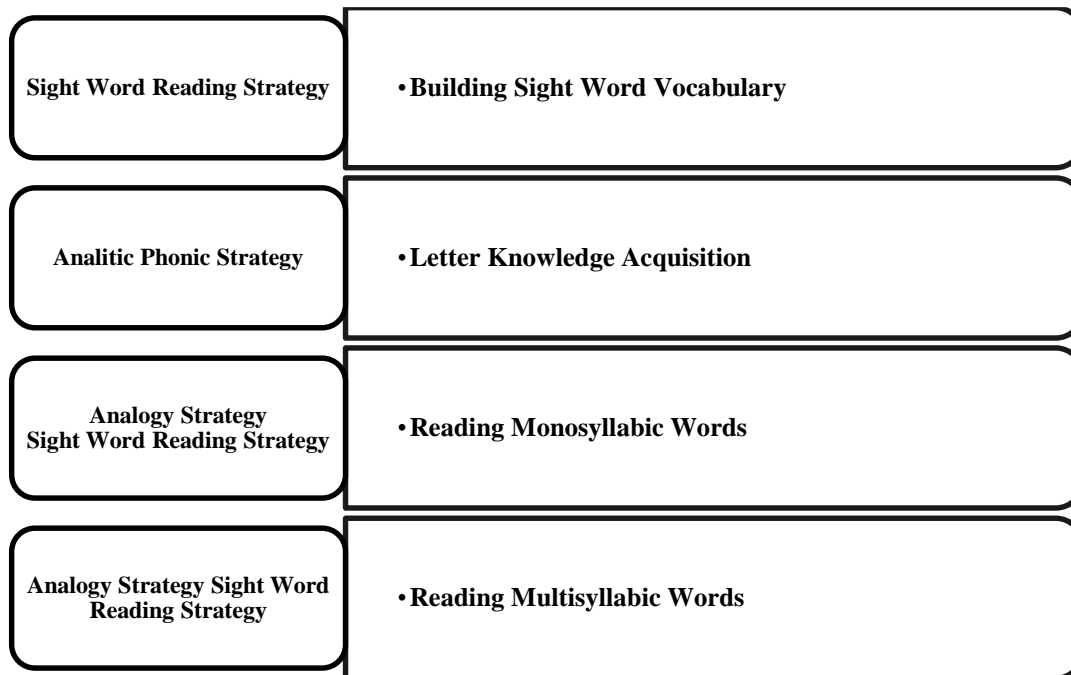 Sight Word Reading Strategy
•Building Sight Word Vocabulary
Analitic Phonic Strategy
•Letter Knowledge Acquisition
Analogy Strategy
Sight Word Reading Strategy
•Reading Monosyllabic Words
Analogy Strategy Sight Word
Reading Strategy
•Reading Multisyllabic Words